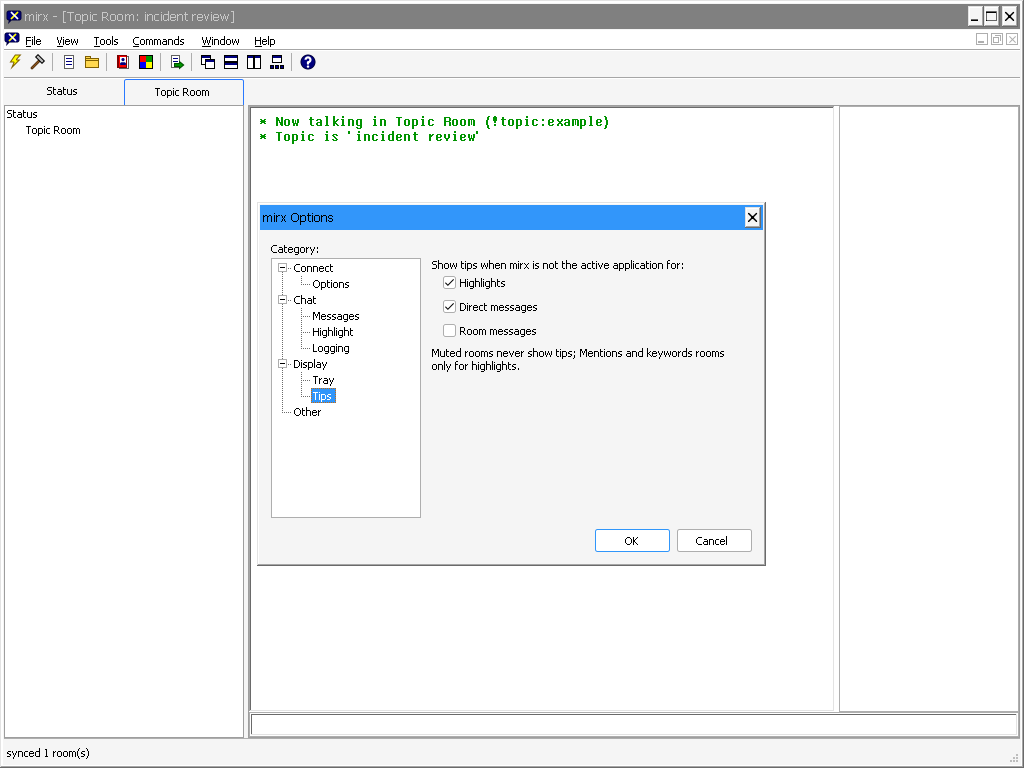 mirx - [Topic Room: incident review]
File View Tools Commands Window Help
Status Topic Room
Status
Topic Room
* Now talking in Topic Room (!topic:example)
* Topic is 'incident review'
mirx Options
Category:
Connect
Options
Chat
Messages
Highlight
Logging
Display
Tray
Tips
Other
Show tips when mirx is not the active application for:
Highlights
Direct messages
Room messages
Muted rooms never show tips; Mentions and keywords rooms
only for highlights.
OK Cancel
synced 1 room(s)